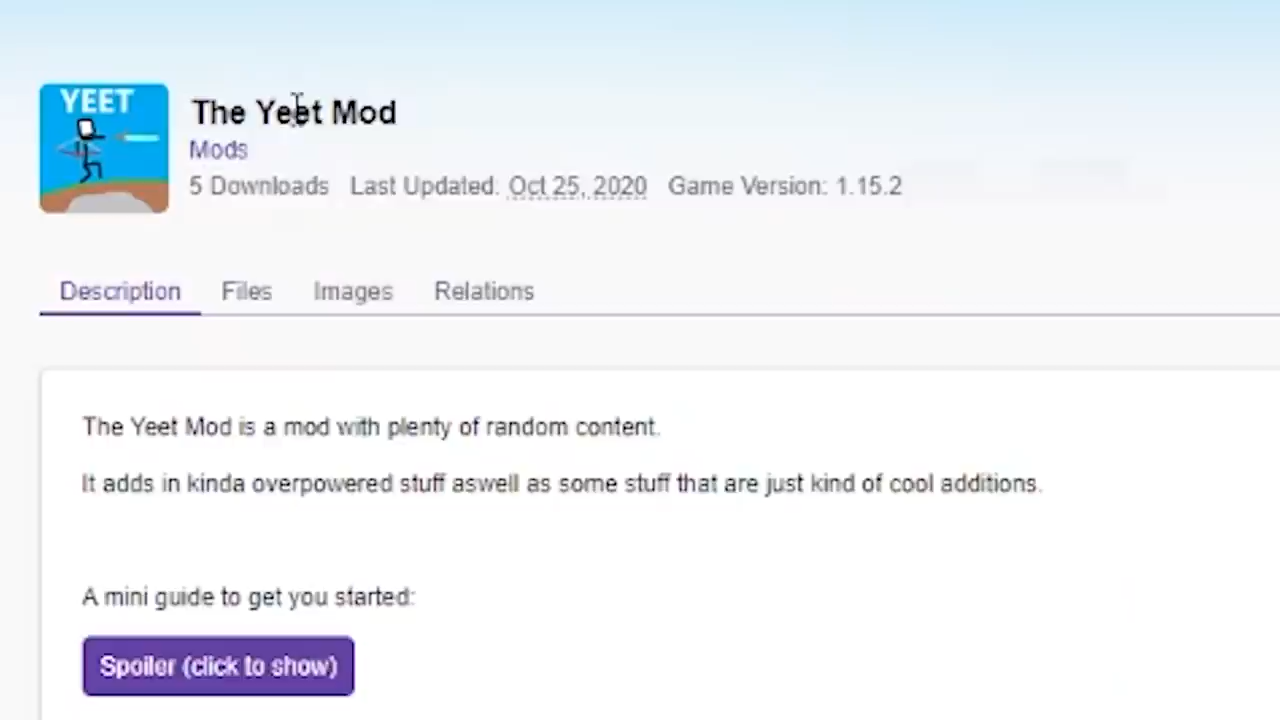 YEET
The Yeet Mod
Mods
5 Downloads Last Updated: Oct 25, 2020 Game Version: 1.15.2
Description Files Images Relations
The Yeet Mod is a mod with plenty of random content.
It adds in kinda overpowered stuff aswell as some stuff that are just kind of cool additions.
A mini guide to get you started:
Spoiler (click to show)